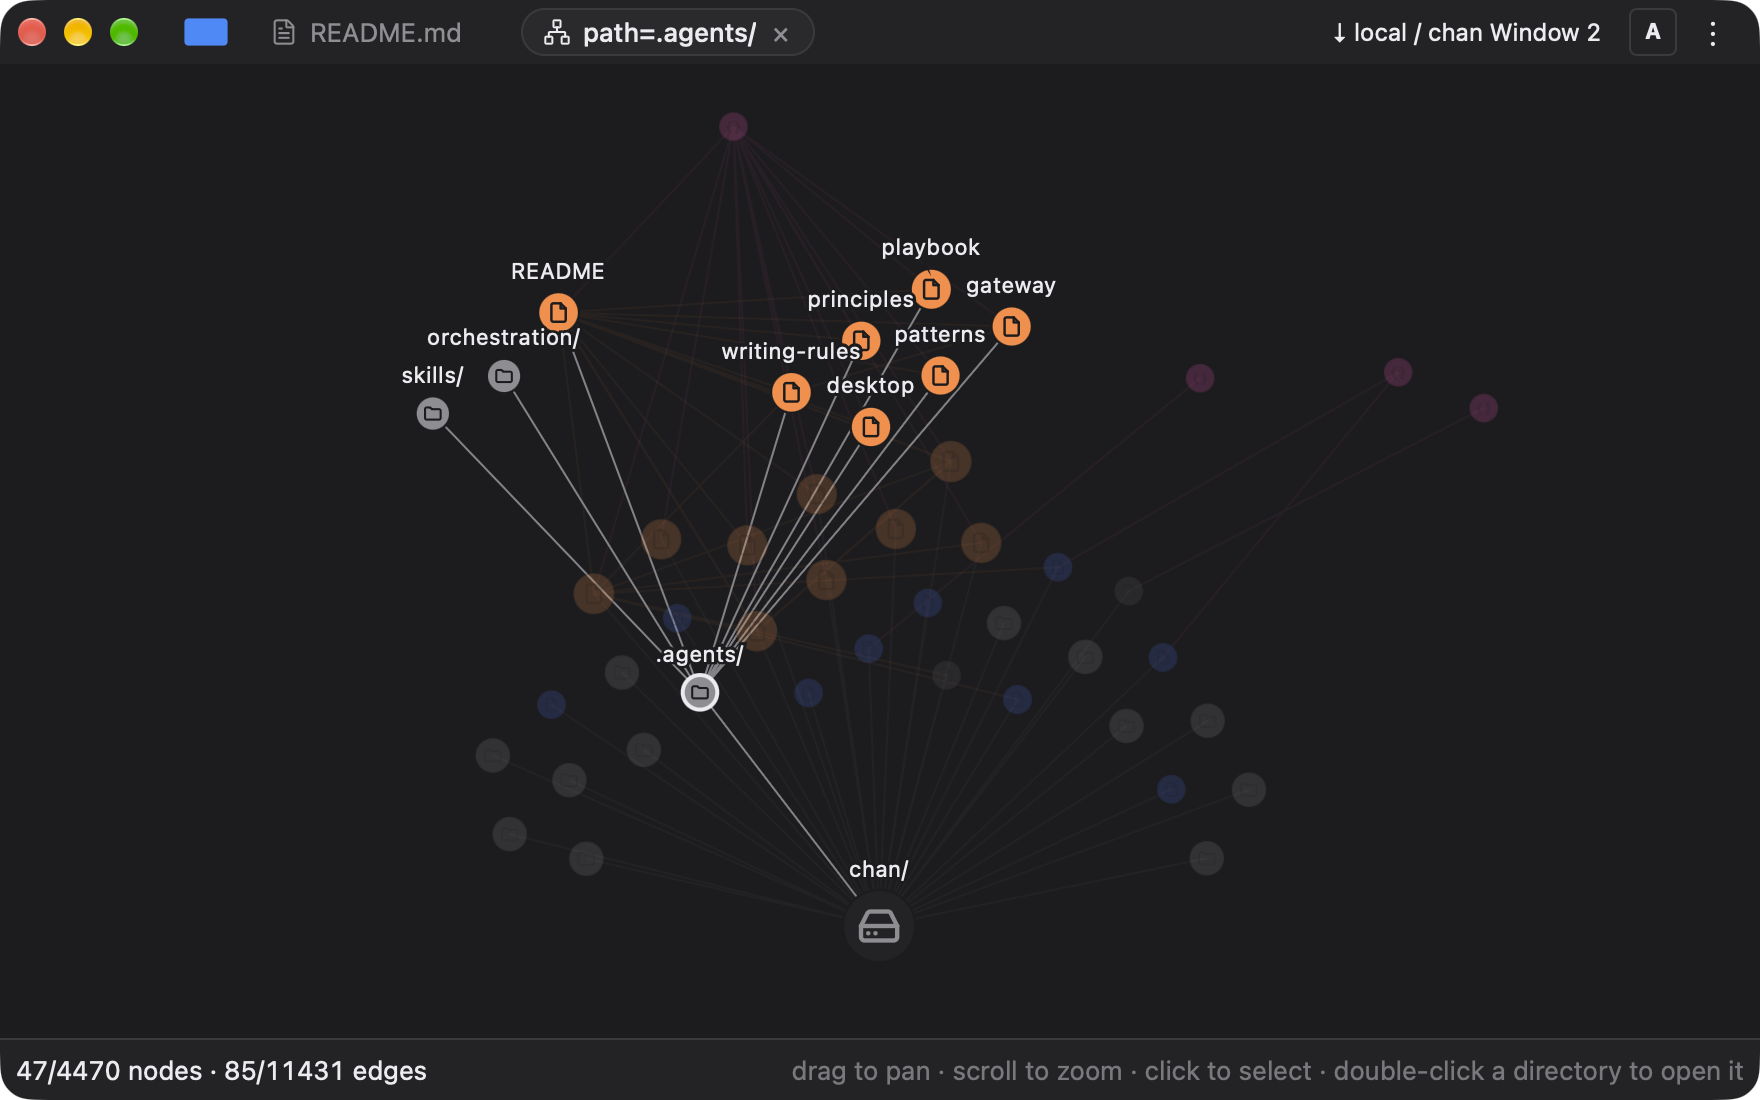 README.md
path=.agents/ ×
↓ local / chan Window 2
A
playbook
README
gateway
principles
orchestration/
patterns
writing-rules
skills/
desktop
.agents/
chan/
47/4470 nodes · 85/11431 edges
drag to pan · scroll to zoom · click to select · double-click a directory to open it